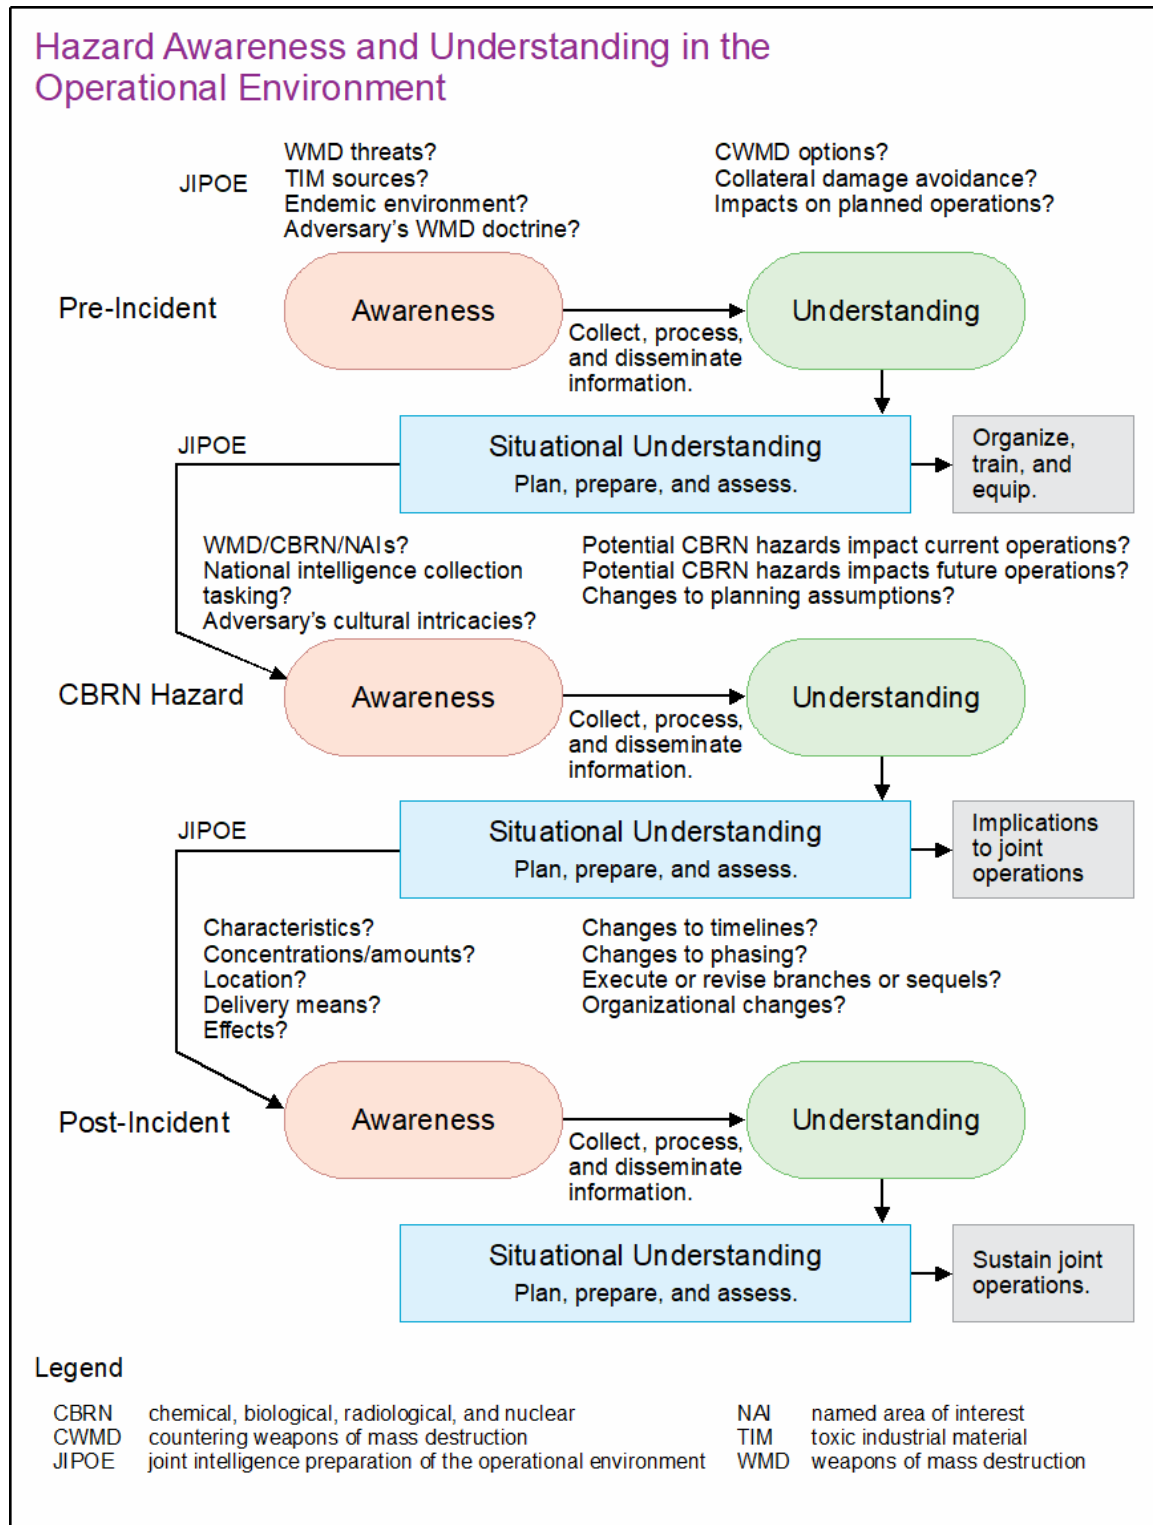 Hazard Awareness and Understanding in the
Operational Environment
JIPOE
WMD threats?
TIM sources?
Endemic environment?
Adversary's WMD doctrine?
CWMD options?
Collateral damage avoidance?
Impacts on planned operations?
Pre-Incident
Awareness
Collect, process,
and disseminate
information.
Understanding
JIPOE
Situational Understanding
Plan, prepare, and assess.
Organize,
train, and
equip.
WMD/CBRN/NAIs?
National intelligence collection
tasking?
Adversary's cultural intricacies?
Potential CBRN hazards impact current operations?
Potential CBRN hazards impacts future operations?
Changes to planning assumptions?
CBRN Hazard
Awareness
Collect, process,
and disseminate
information.
Understanding
JIPOE
Situational Understanding
Plan, prepare, and assess.
Implications
to joint
operations
Characteristics?
Concentrations/amounts?
Location?
Delivery means?
Effects?
Changes to timelines?
Changes to phasing?
Execute or revise branches or sequels?
Organizational changes?
Post-Incident
Awareness
Collect, process,
and disseminate
information.
Understanding
Situational Understanding
Plan, prepare, and assess.
Sustain joint
operations.
Legend
CBRN chemical, biological, radiological, and nuclear
CWMD countering weapons of mass destruction
JIPOE joint intelligence preparation of the operational environment
NAI named area of interest
TIM toxic industrial material
WMD weapons of mass destruction